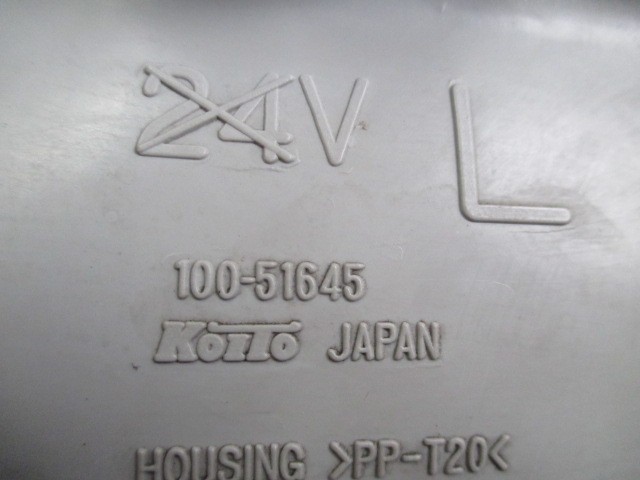 24V L
100-51645
KOITO JAPAN
HOUSING >PP-T20<